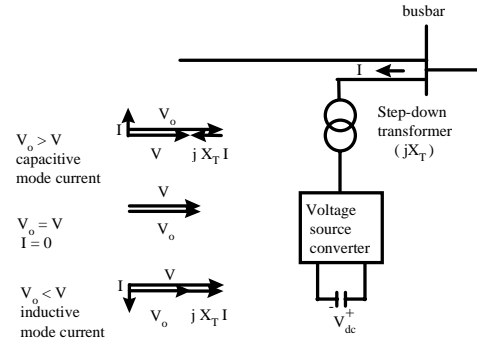 busbar
I
Step-down
transformer
( jX_T )
Voltage
source
converter
- +
V_dc
V_o
I
V j X_T I
V_o > V
capacitive
mode current
V
V_o
V_o = V
I = 0
I V
V_o j X_T I
V_o < V
inductive
mode current